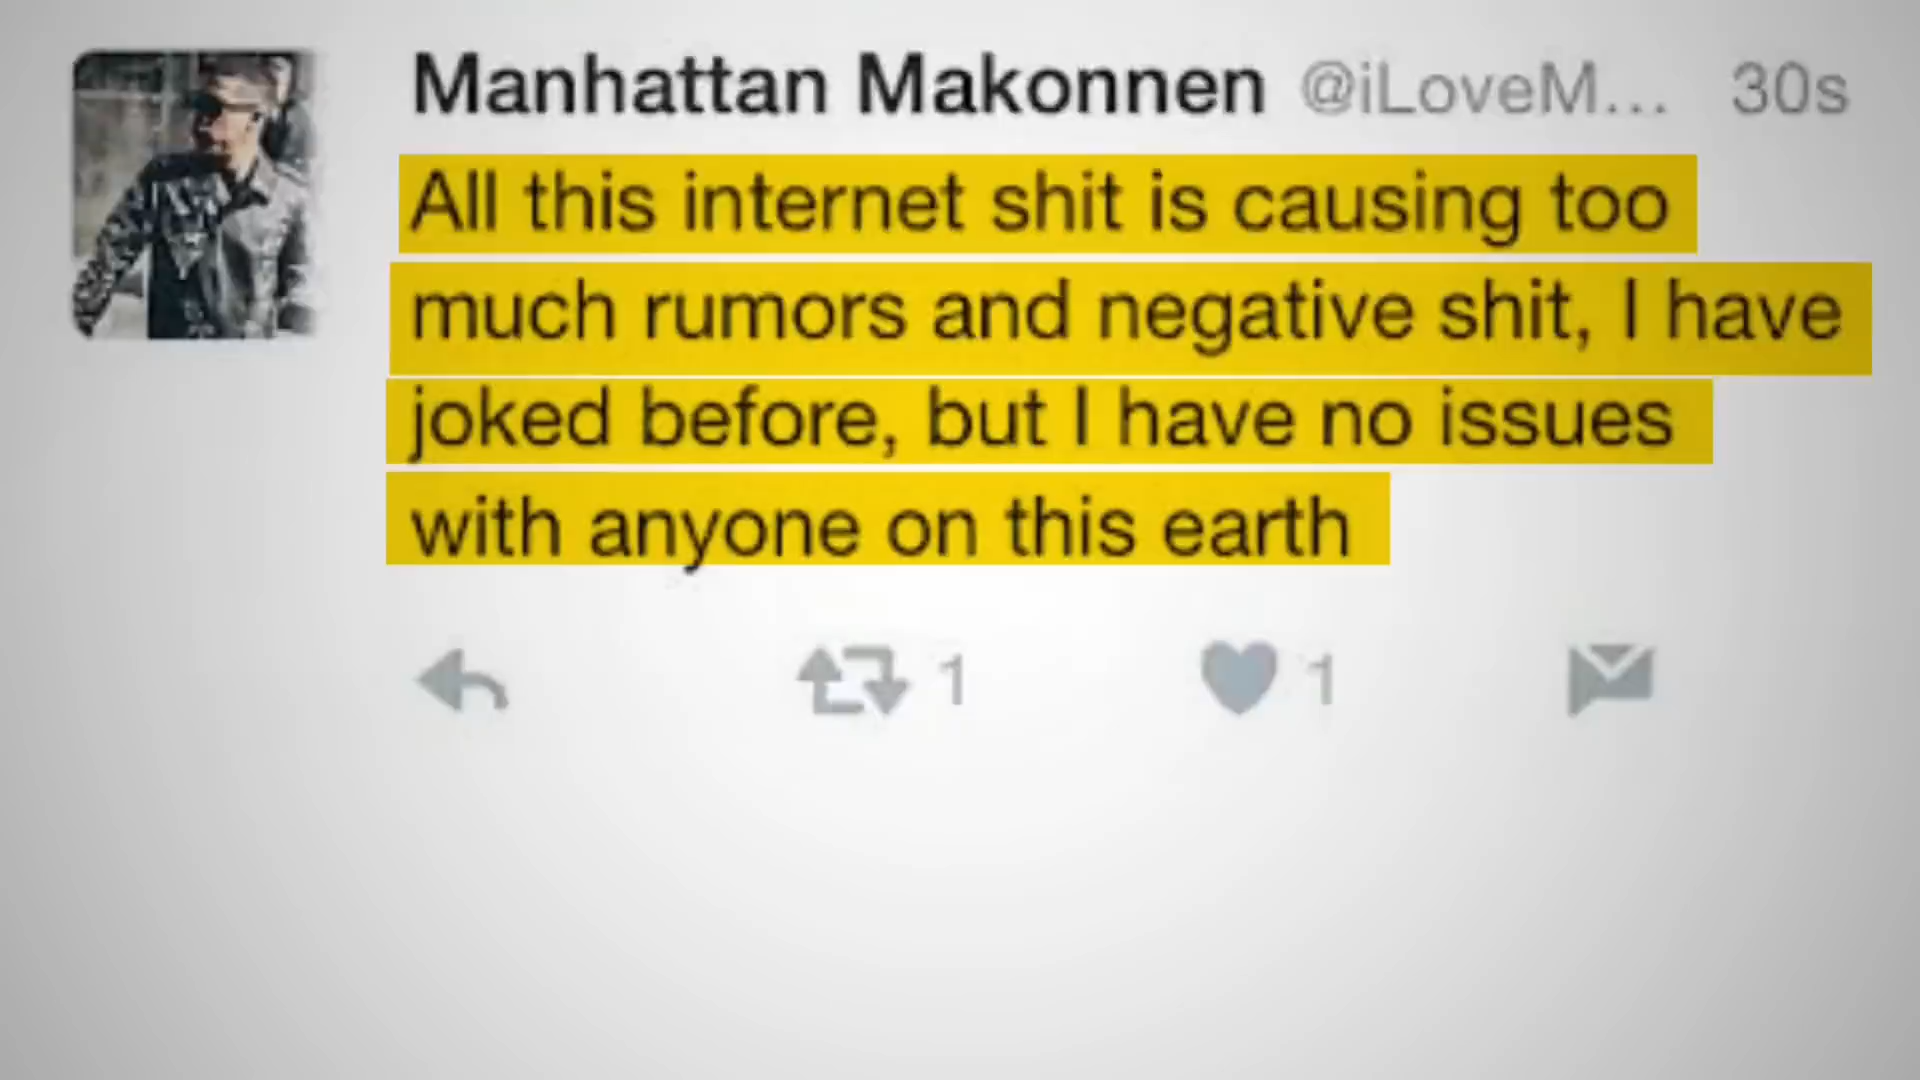 Manhattan Makonnen @iLoveM... 30s
All this internet shit is causing too
much rumors and negative shit, I have
joked before, but I have no issues
with anyone on this earth
1 1